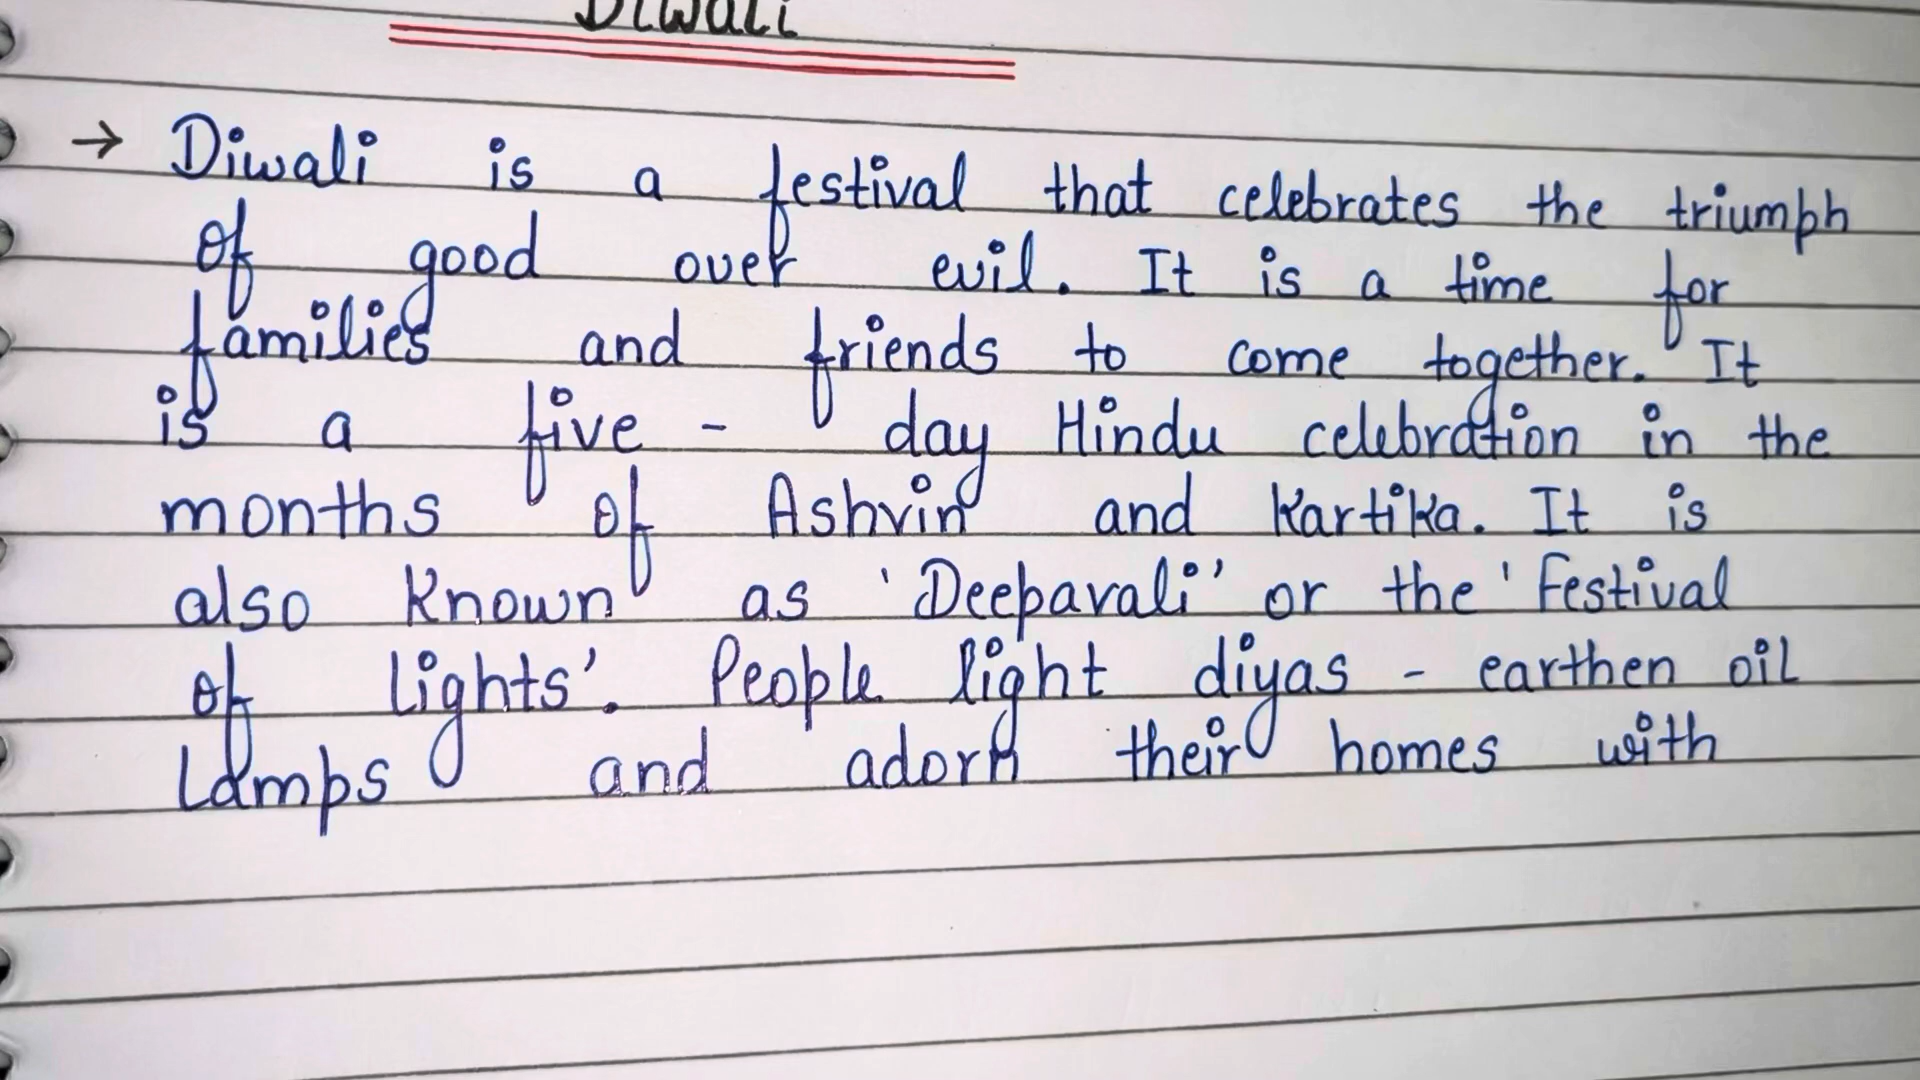 Diwali
→ Diwali is a festival that celebrates the triumph
of good over evil. It is a time for
families and friends to come together. It
is a five - day Hindu celebration in the
months of Ashvin and Kartika. It is
also known as 'Deepavali' or the 'Festival
of lights'. People light diyas - earthen oil
Lamps and adorn their homes with